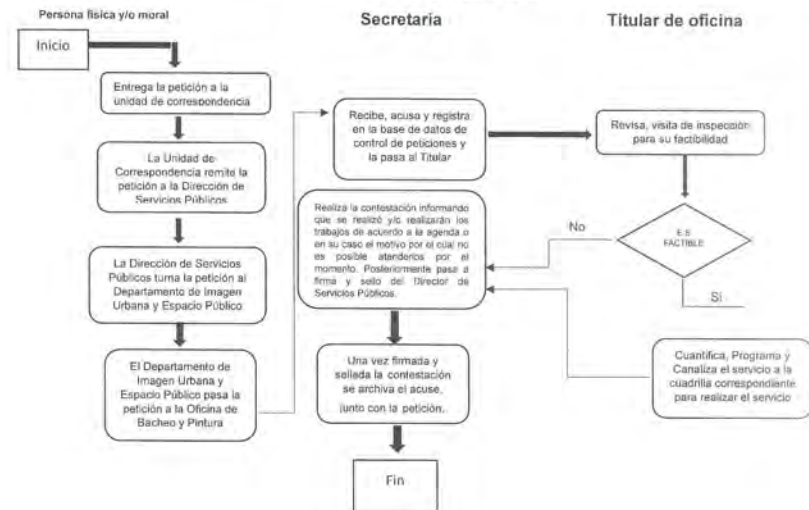 Persona física y/o moral
Secretaria
Titular de oficina
Inicio
Entrega la petición a la
unidad de correspondencia
La Unidad de
Correspondencia remite la
petición a la Dirección de
Servicios Públicos
La Dirección de Servicios
Públicos turna la petición al
Departamento de Imagen
Urbana y Espacio Público
El Departamento de
Imagen Urbana y
Espacio Público pasa la
petición a la Oficina de
Bacheo y Pintura
Recibe, acusa y registra
en la base de datos de
control de peticiones y
la pasa al Titular
Revisa, visita de inspección
para su factibilidad
E.S
FACTIBLE
No
Si
Realiza la contestación informando
que se realizó y/o realizarán los
trabajos de acuerdo a la agenda o
en su caso el motivo por el cual no
es posible atenderlos por el
momento. Posteriormente pasa a
firma y sello del Director de
Servicios Públicos.
Cuantifica, Programa y
Canaliza el servicio a la
cuadrilla correspondiente
para realizar el servicio
Una vez firmada y
sellada la contestación
se archiva el acuse,
junto con la petición.
Fin